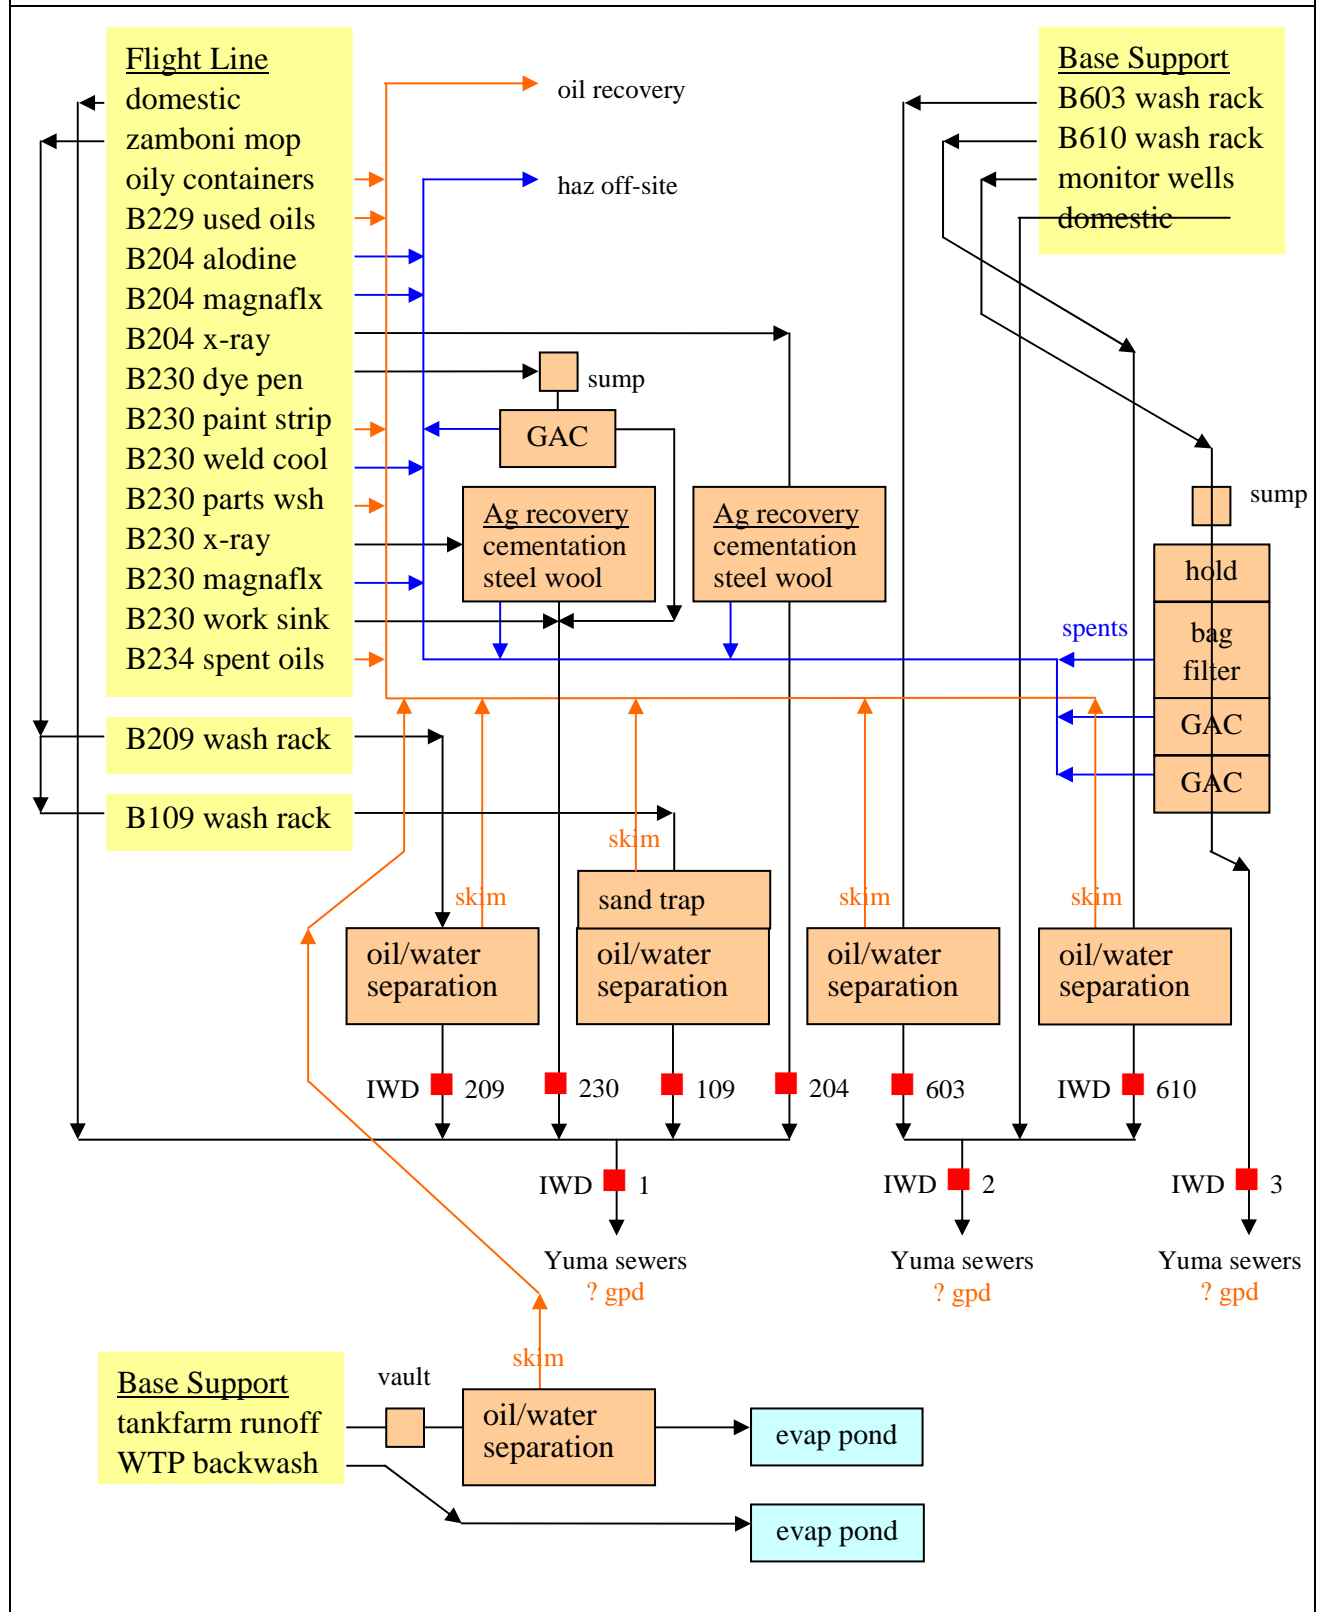 Flight Line
domestic
zamboni mop
oily containers
B229 used oils
B204 alodine
B204 magnaflx
B204 x-ray
B230 dye pen
B230 paint strip
B230 weld cool
B230 parts wsh
B230 x-ray
B230 magnaflx
B230 work sink
B234 spent oils
B209 wash rack
B109 wash rack
oil recovery
haz off-site
Base Support
B603 wash rack
B610 wash rack
monitor wells
domestic
sump
GAC
Ag recovery
cementation
steel wool
Ag recovery
cementation
steel wool
sump
hold
bag
filter
GAC
GAC
spents
skim
skim
skim
skim
sand trap
oil/water
separation
oil/water
separation
oil/water
separation
oil/water
separation
IWD 209
230
109
204
603
IWD 610
IWD 1
IWD 2
IWD 3
Yuma sewers
? gpd
Yuma sewers
? gpd
Yuma sewers
? gpd
skim
Base Support
tankfarm runoff
WTP backwash
vault
oil/water
separation
evap pond
evap pond